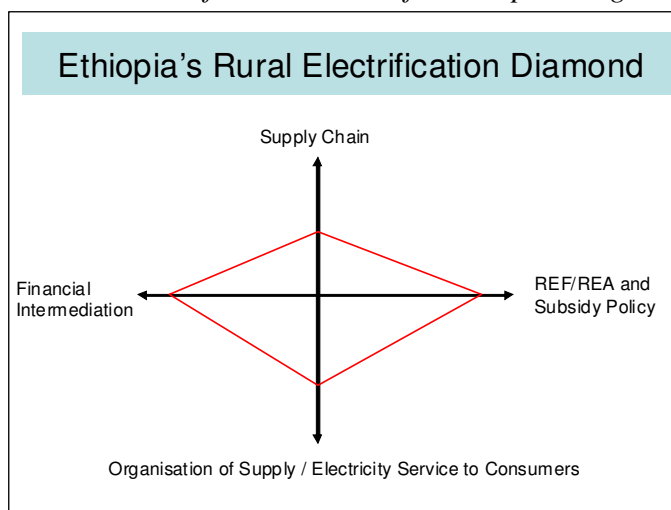 Ethiopia's Rural Electrification Diamond
Supply Chain
Financial
Intermediation
REF/REA and
Subsidy Policy
Organisation of Supply / Electricity Service to Consumers